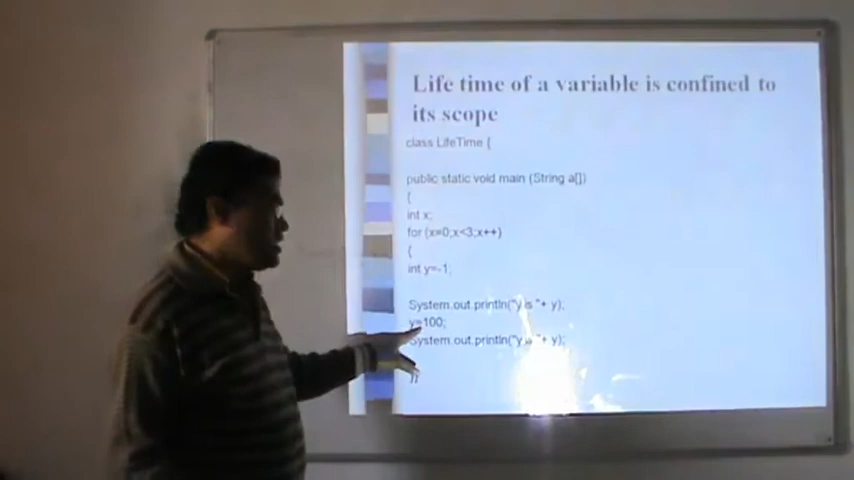 Life time of a variable is confined to
its scope
class LifeTime {
public static void main (String a[])
{
int x;
for (x=0;x<3;x++)
{
int y=-1;
System.out.println("y is "+ y);
y=100;
System.out.println("y is "+ y);
}}